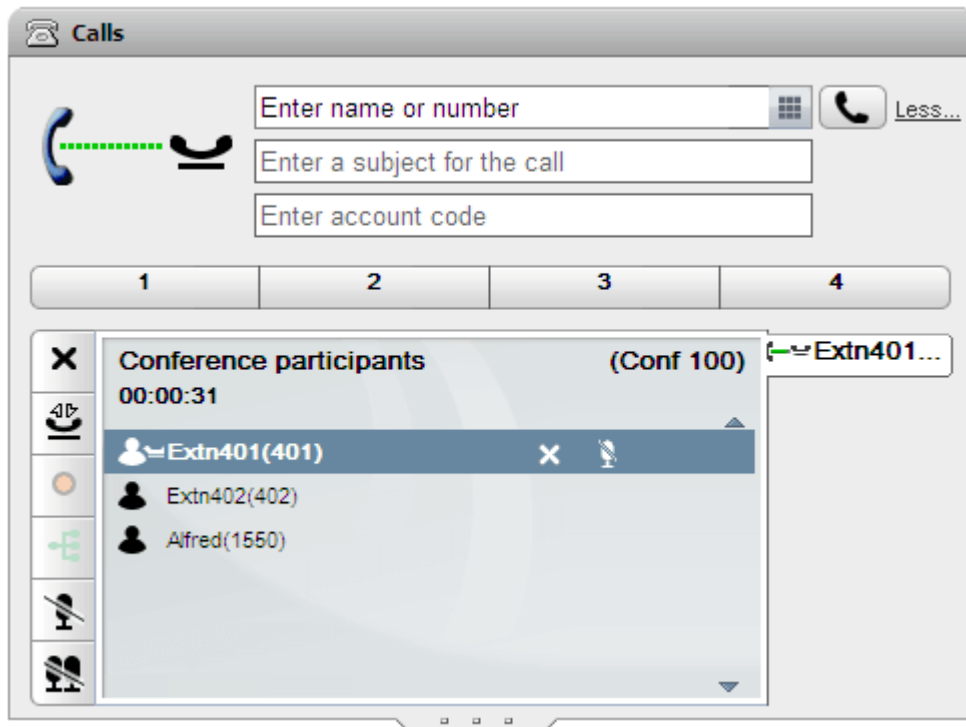 Calls
Enter name or number
Less...
Enter a subject for the call
Enter account code
1 2 3 4
Conference participants (Conf 100) Extn401...
00:00:31
Extn401(401)
Extn402(402)
Alfred(1550)